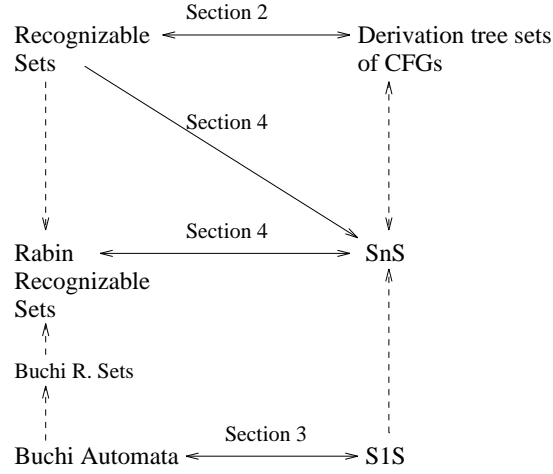 Section 2
Recognizable
Sets
Derivation tree sets
of CFGs
Section 4
Section 4
Rabin
Recognizable
Sets
SnS
Buchi R. Sets
Section 3
Buchi Automata
S1S